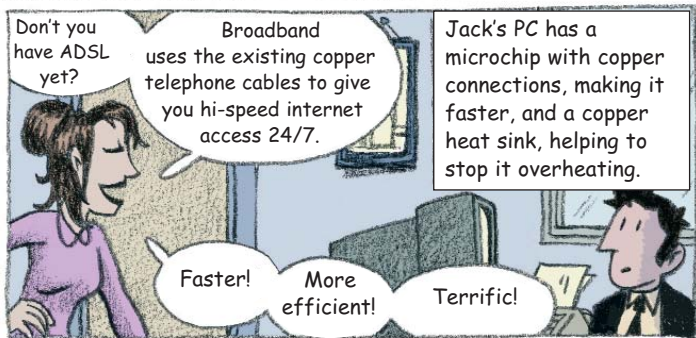 Don't you
have ADSL
yet?
Broadband
uses the existing copper
telephone cables to give
you hi-speed internet
access 24/7.
Jack's PC has a
microchip with copper
connections, making it
faster, and a copper
heat sink, helping to
stop it overheating.
Faster!
More
efficient!
Terrific!